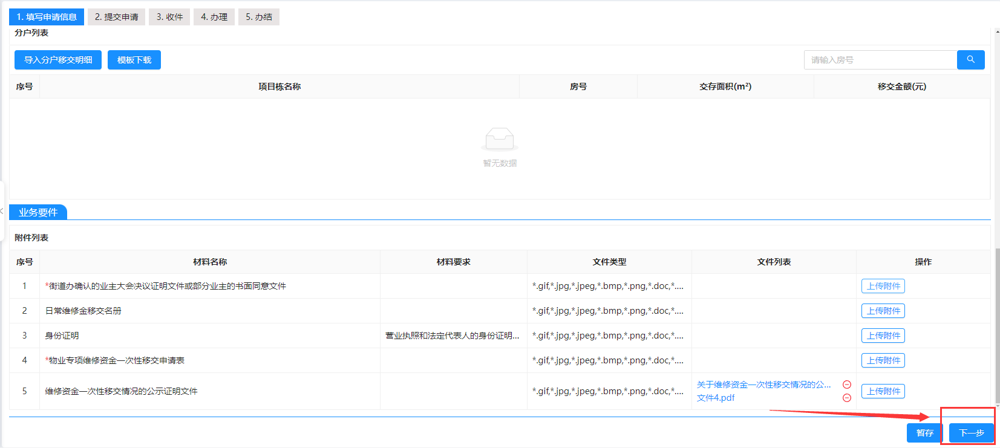 1. 填写申请信息 2. 提交申请 3. 收件 4. 办理 5. 办结
分户列表
导入分户移交明细 模板下载 请输入房号
序号 项目栋名称 房号 交存面积(m²) 移交金额(元)
暂无数据
业务要件
附件列表
序号 材料名称 材料要求 文件类型 文件列表 操作
1 *街道办确认的业主大会决议证明文件或部分业主的书面同意文件 *.gif,*.jpg,*.jpeg,*.bmp,*.png,*.doc,*.... 上传附件
2 日常维修金移交名册 *.gif,*.jpg,*.jpeg,*.bmp,*.png,*.doc,*.... 上传附件
3 身份证明 营业执照和法定代表人的身份证明... *.gif,*.jpg,*.jpeg,*.bmp,*.png,*.doc,*.... 上传附件
4 *物业专项维修资金一次性移交申请表 *.gif,*.jpg,*.jpeg,*.bmp,*.png,*.doc,*.... 上传附件
5 维修资金一次性移交情况的公示证明文件 *.gif,*.jpg,*.jpeg,*.bmp,*.png,*.doc,*.... 关于维修资金一次性移交情况的公... 上传附件
文件4.pdf
暂存 下一步